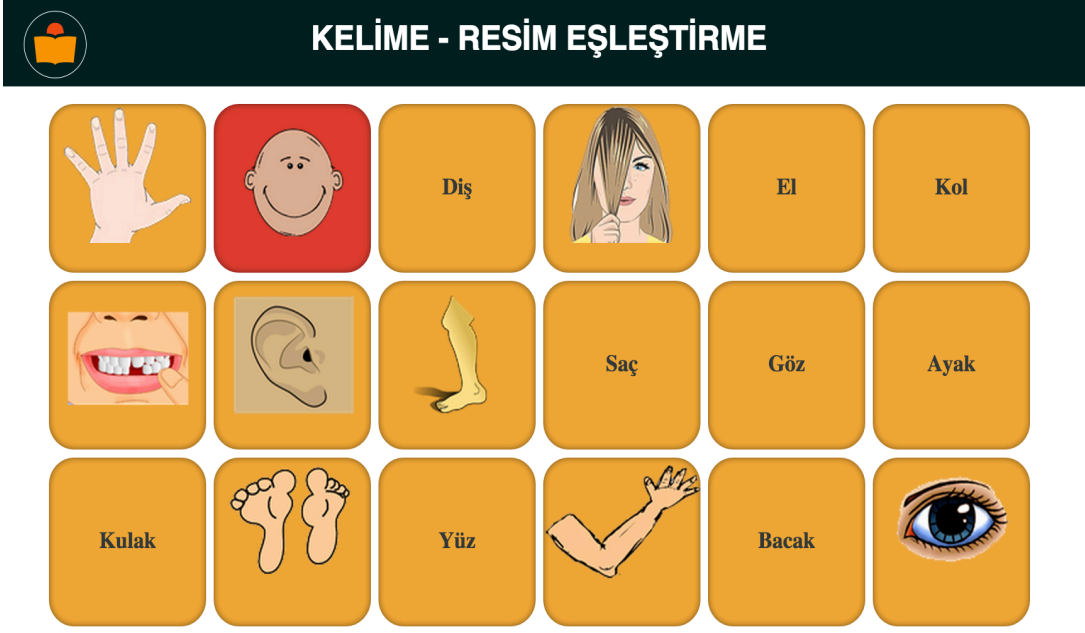 KELİME - RESİM EŞLEŞTİRME
Diş
El
Kol
Saç
Göz
Ayak
Kulak
Yüz
Bacak